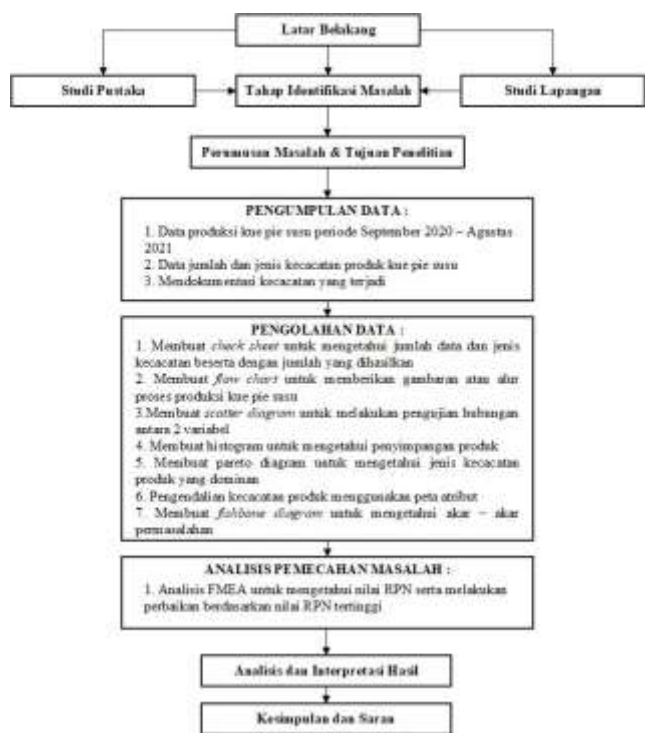 Latar Belakang
Studi Pustaka
Tahap Identifikasi Masalah
Studi Lapangan
Perumusan Masalah & Tujuan Penelitian
PENGUMPULAN DATA :
1. Data produksi kue pie susu periode September 2020 – Agustus
2021
2. Data jumlah dan jenis kecacatan produk kue pie susu
3. Mendokumentasi kecacatan yang terjadi
PENGOLAHAN DATA :
1. Membuat check sheet untuk mengetahui jumlah data dan jenis
kecacatan beserta dengan jumlah yang dihasilkan
2. Membuat flow chart untuk memberikan gambaran atau alur
proses produksi kue pie susu
3.Membuat scatter diagram untuk melakukan pengujian hubungan
antara 2 variabel
4. Membuat histogram untuk mengetahui penyimpangan produk
5. Membuat pareto diagram untuk mengetahui jenis kecacatan
produk yang dominan
6. Pengendalian kecacatan produk menggunakan peta atribut
7. Membuat fishbone diagram untuk mengetahui akar – akar
permasalahan
ANALISIS PEMECAHAN MASALAH :
1. Analisis FMEA untuk mengetahui nilai RPN serta melakukan
perbaikan berdasarkan nilai RPN tertinggi
Analisis dan Interpretasi Hasil
Kesimpulan dan Saran